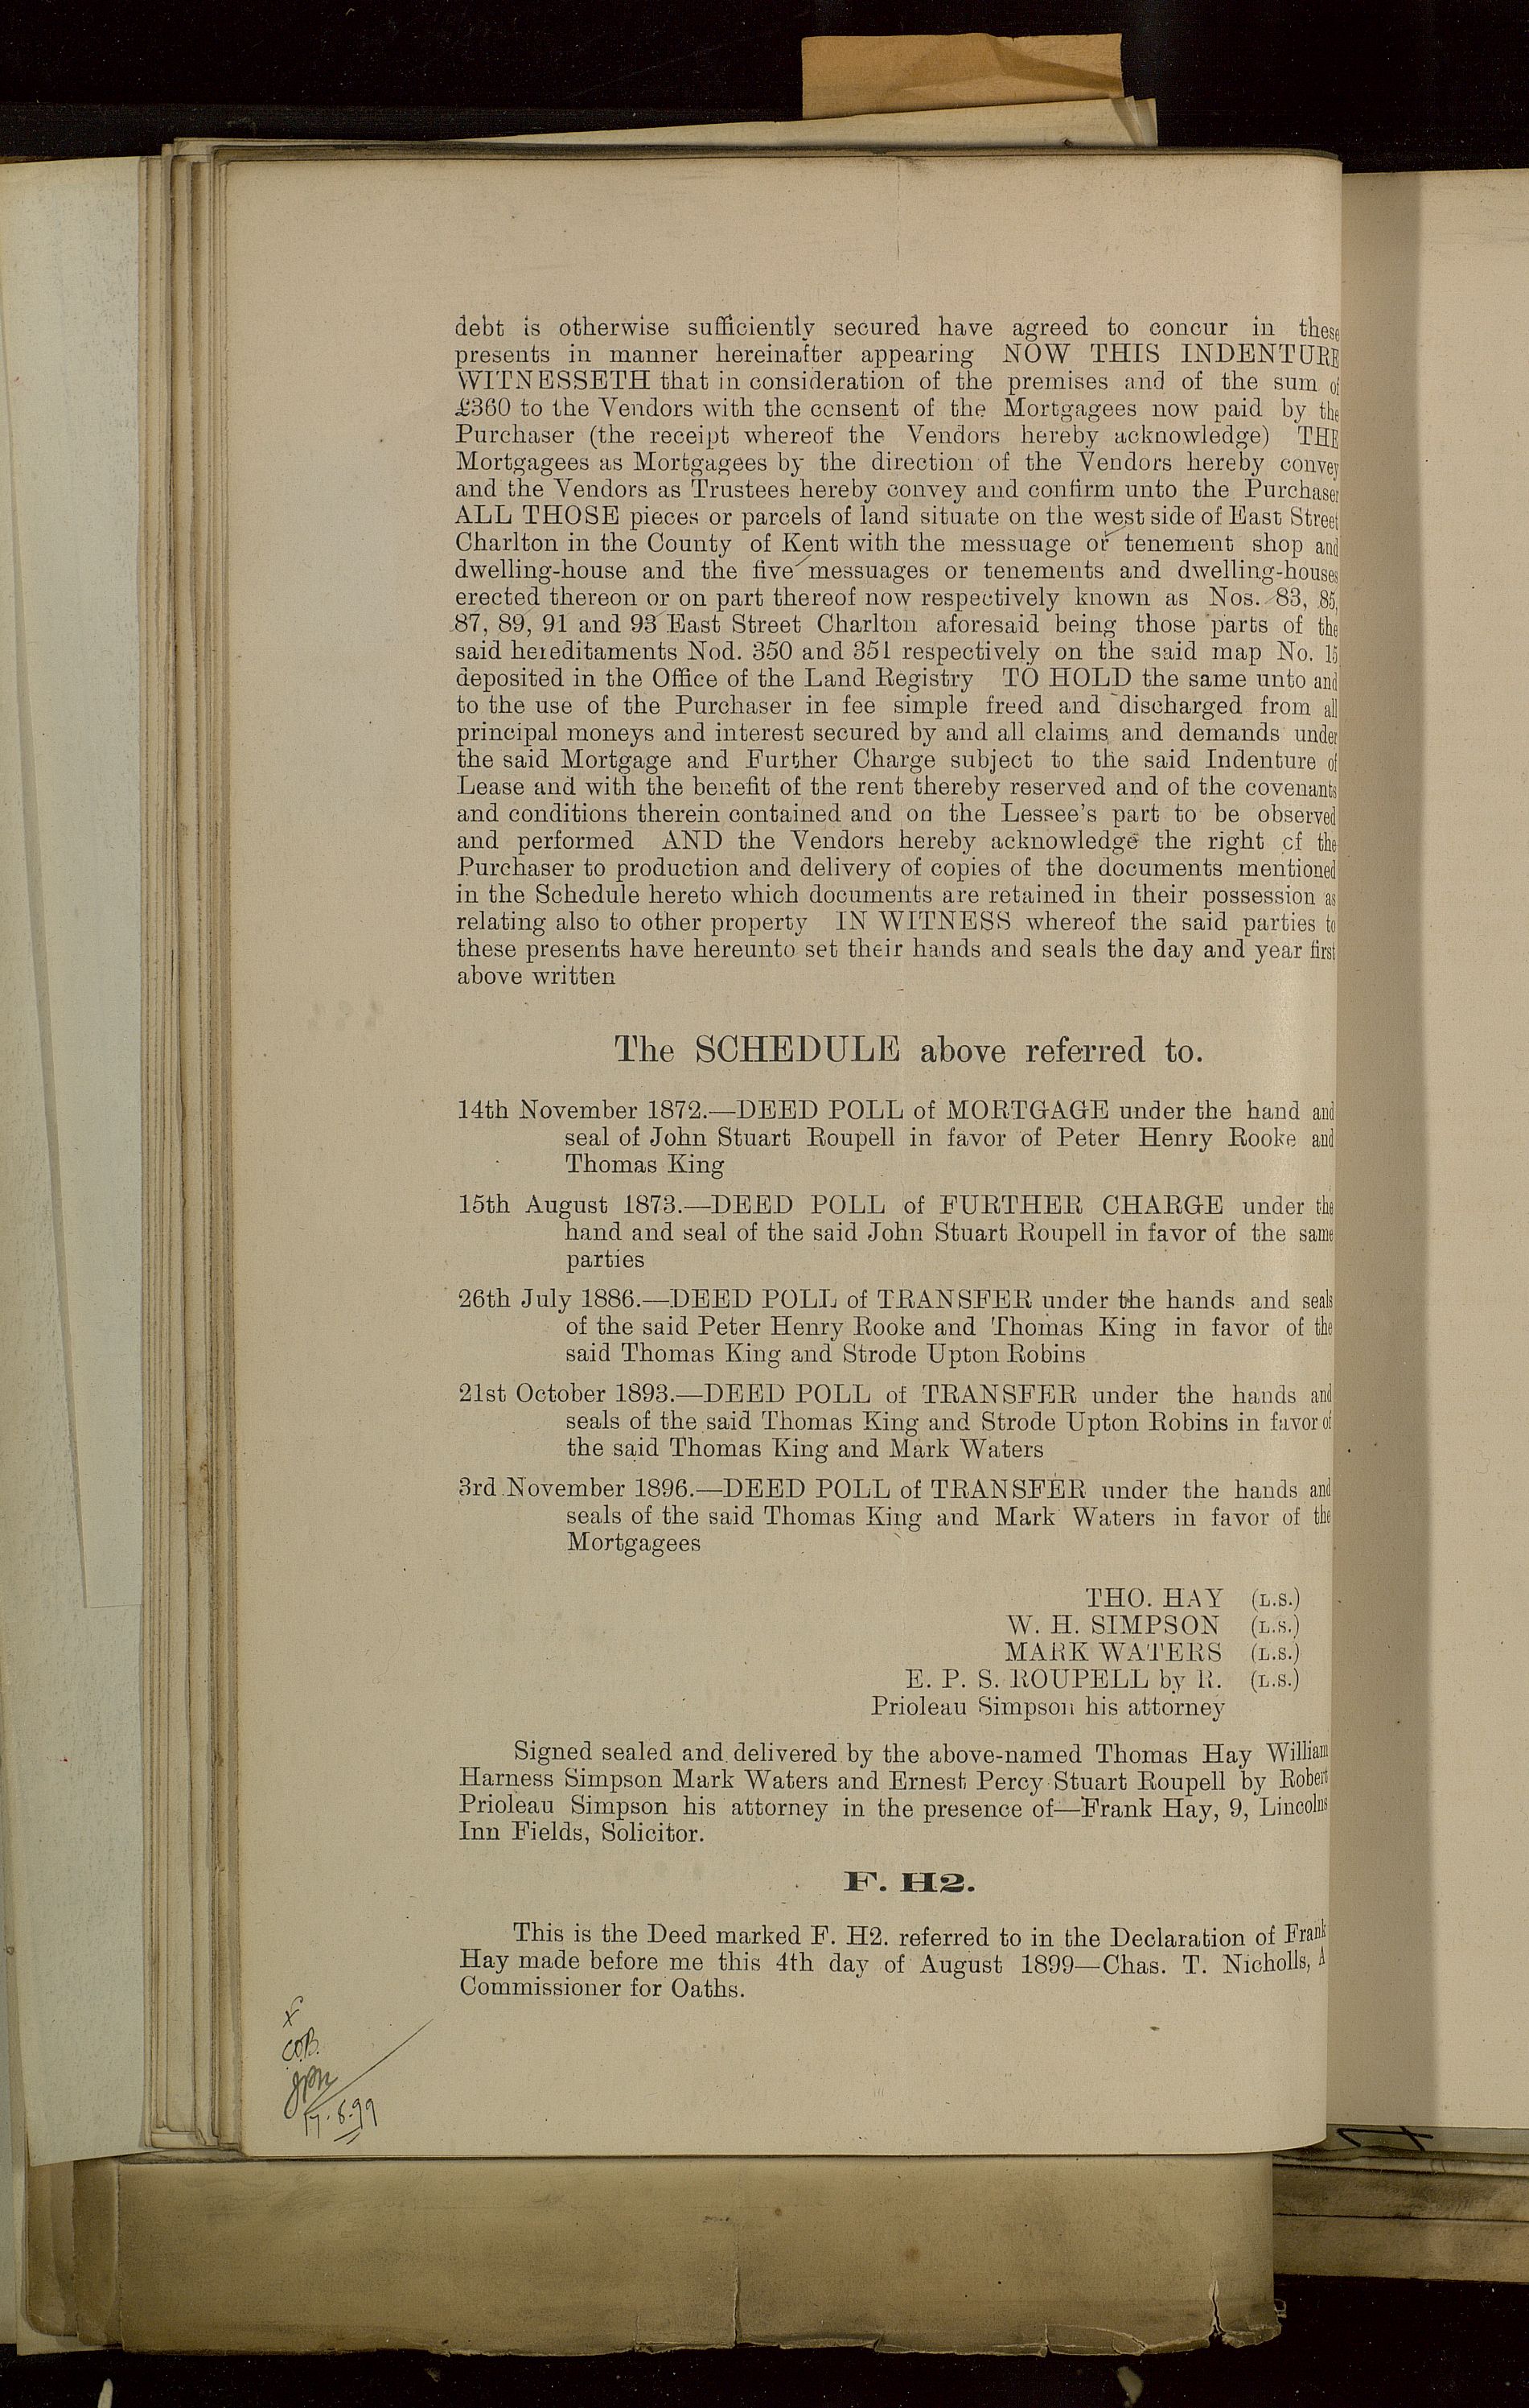 debt is otherwise sufficiently secured have agreed to concur in these
presents in manner hereinafter appearing NOW THIS INDENTURE
WITNESSETH that in consideration of the premises and of the sum of
£360 to the Vendors with the consent of the Mortgagees now paid by the
Purchaser (the receipt whereof the Vendors hereby acknowledge) THE
Mortgagees as Mortgagees by the direction of the Vendors hereby convey
and the Vendors as Trustees hereby convey and confirm unto the Purchaser
ALL THOSE pieces or parcels of land situate on the west side of East Street
Charlton in the County of Kent with the messuage or tenement shop and
dwelling-house and the five messuages or tenements and dwelling-houses
erected thereon or on part thereof now respectively known as Nos. 83, 85,
87, 89, 91 and 93 East Street Charlton aforesaid being those parts of the
said hereditaments Nod. 350 and 351 respectively on the said map No. 15
deposited in the Office of the Land Registry TO HOLD the same unto and
to the use of the Purchaser in fee simple freed and discharged from all
principal moneys and interest secured by and all claims and demands under
the said Mortgage and Further Charge subject to the said Indenture of
Lease and with the benefit of the rent thereby reserved and of the covenants
and conditions therein contained and on the Lessee's part to be observed
and performed AND the Vendors hereby acknowledge the right of the
Purchaser to production and delivery of copies of the documents mentioned
in the Schedule hereto which documents are retained in their possession as
relating also to other property IN WITNESS whereof the said parties to
these presents have hereunto set their hands and seals the day and year first
above written
The SCHEDULE above referred to.
14th November 1872.—DEED POLL of MORTGAGE under the hand and
seal of John Stuart Roupell in favor of Peter Henry Rooke and
Thomas King
15th August 1873.—DEED POLL of FURTHER CHARGE under the
hand and seal of the said John Stuart Roupell in favor of the same
parties
26th July 1886.—DEED POLL of TRANSFER under the hands and seals
of the said Peter Henry Rooke and Thomas King in favor of the
said Thomas King and Strode Upton Robins
21st October 1893.—DEED POLL of TRANSFER under the hands and
seals of the said Thomas King and Strode Upton Robins in favor of
the said Thomas King and Mark Waters
3rd November 1896.—DEED POLL of TRANSFER under the hands and
seals of the said Thomas King and Mark Waters in favor of the
Mortgagees
THO. HAY (L.S.)
W. H. SIMPSON (L.S.)
MARK WATERS (L.S.)
E. P. S. ROUPELL by R. (L.S.)
Prioleau Simpson his attorney
Signed sealed and delivered by the above-named Thomas Hay William
Harness Simpson Mark Waters and Ernest Percy Stuart Roupell by Robert
Prioleau Simpson his attorney in the presence of—Frank Hay, 9, Lincolns
Inn Fields, Solicitor.
F. H2.
This is the Deed marked F. H2. referred to in the Declaration of Frank
Hay made before me this 4th day of August 1899—Chas. T. Nicholls, A
Commissioner for Oaths.
x
17.8.99